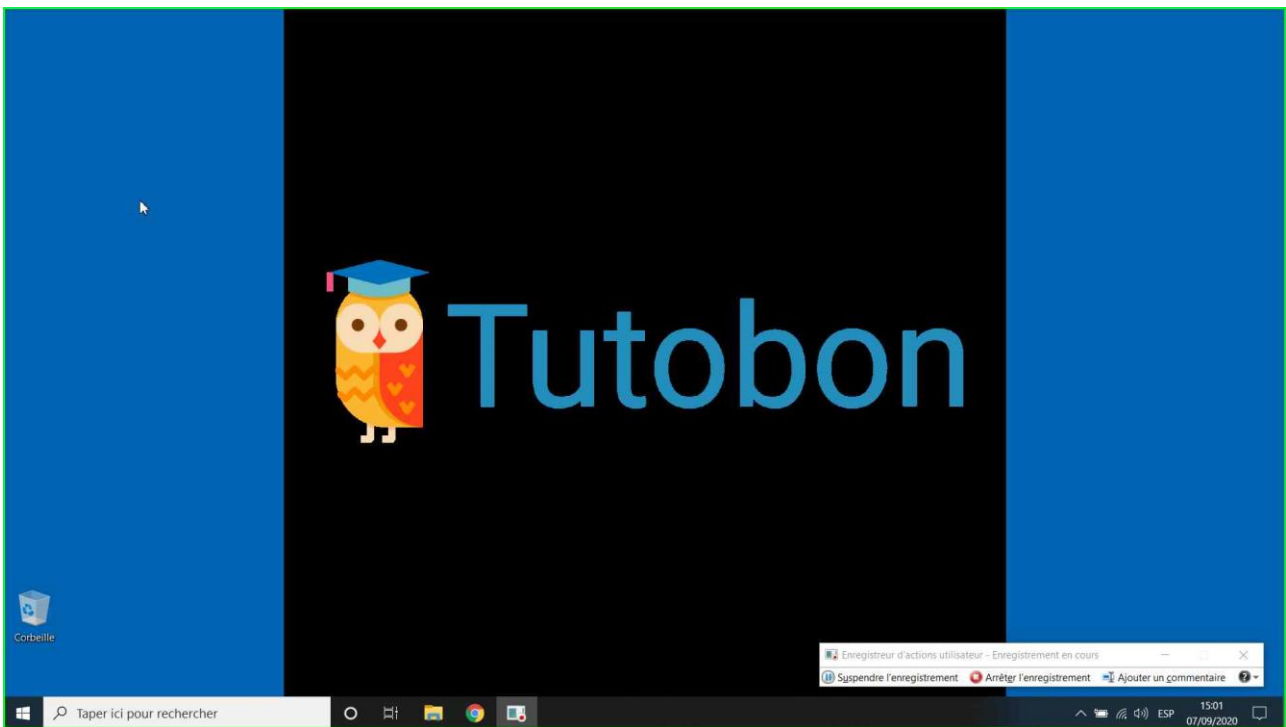 Tutobon
Corbeille
Enregistreur d'actions utilisateur - Enregistrement en cours
Suspendre l'enregistrement Arrêter l'enregistrement Ajouter un commentaire
Taper ici pour rechercher
ESP
15:01
07/09/2020